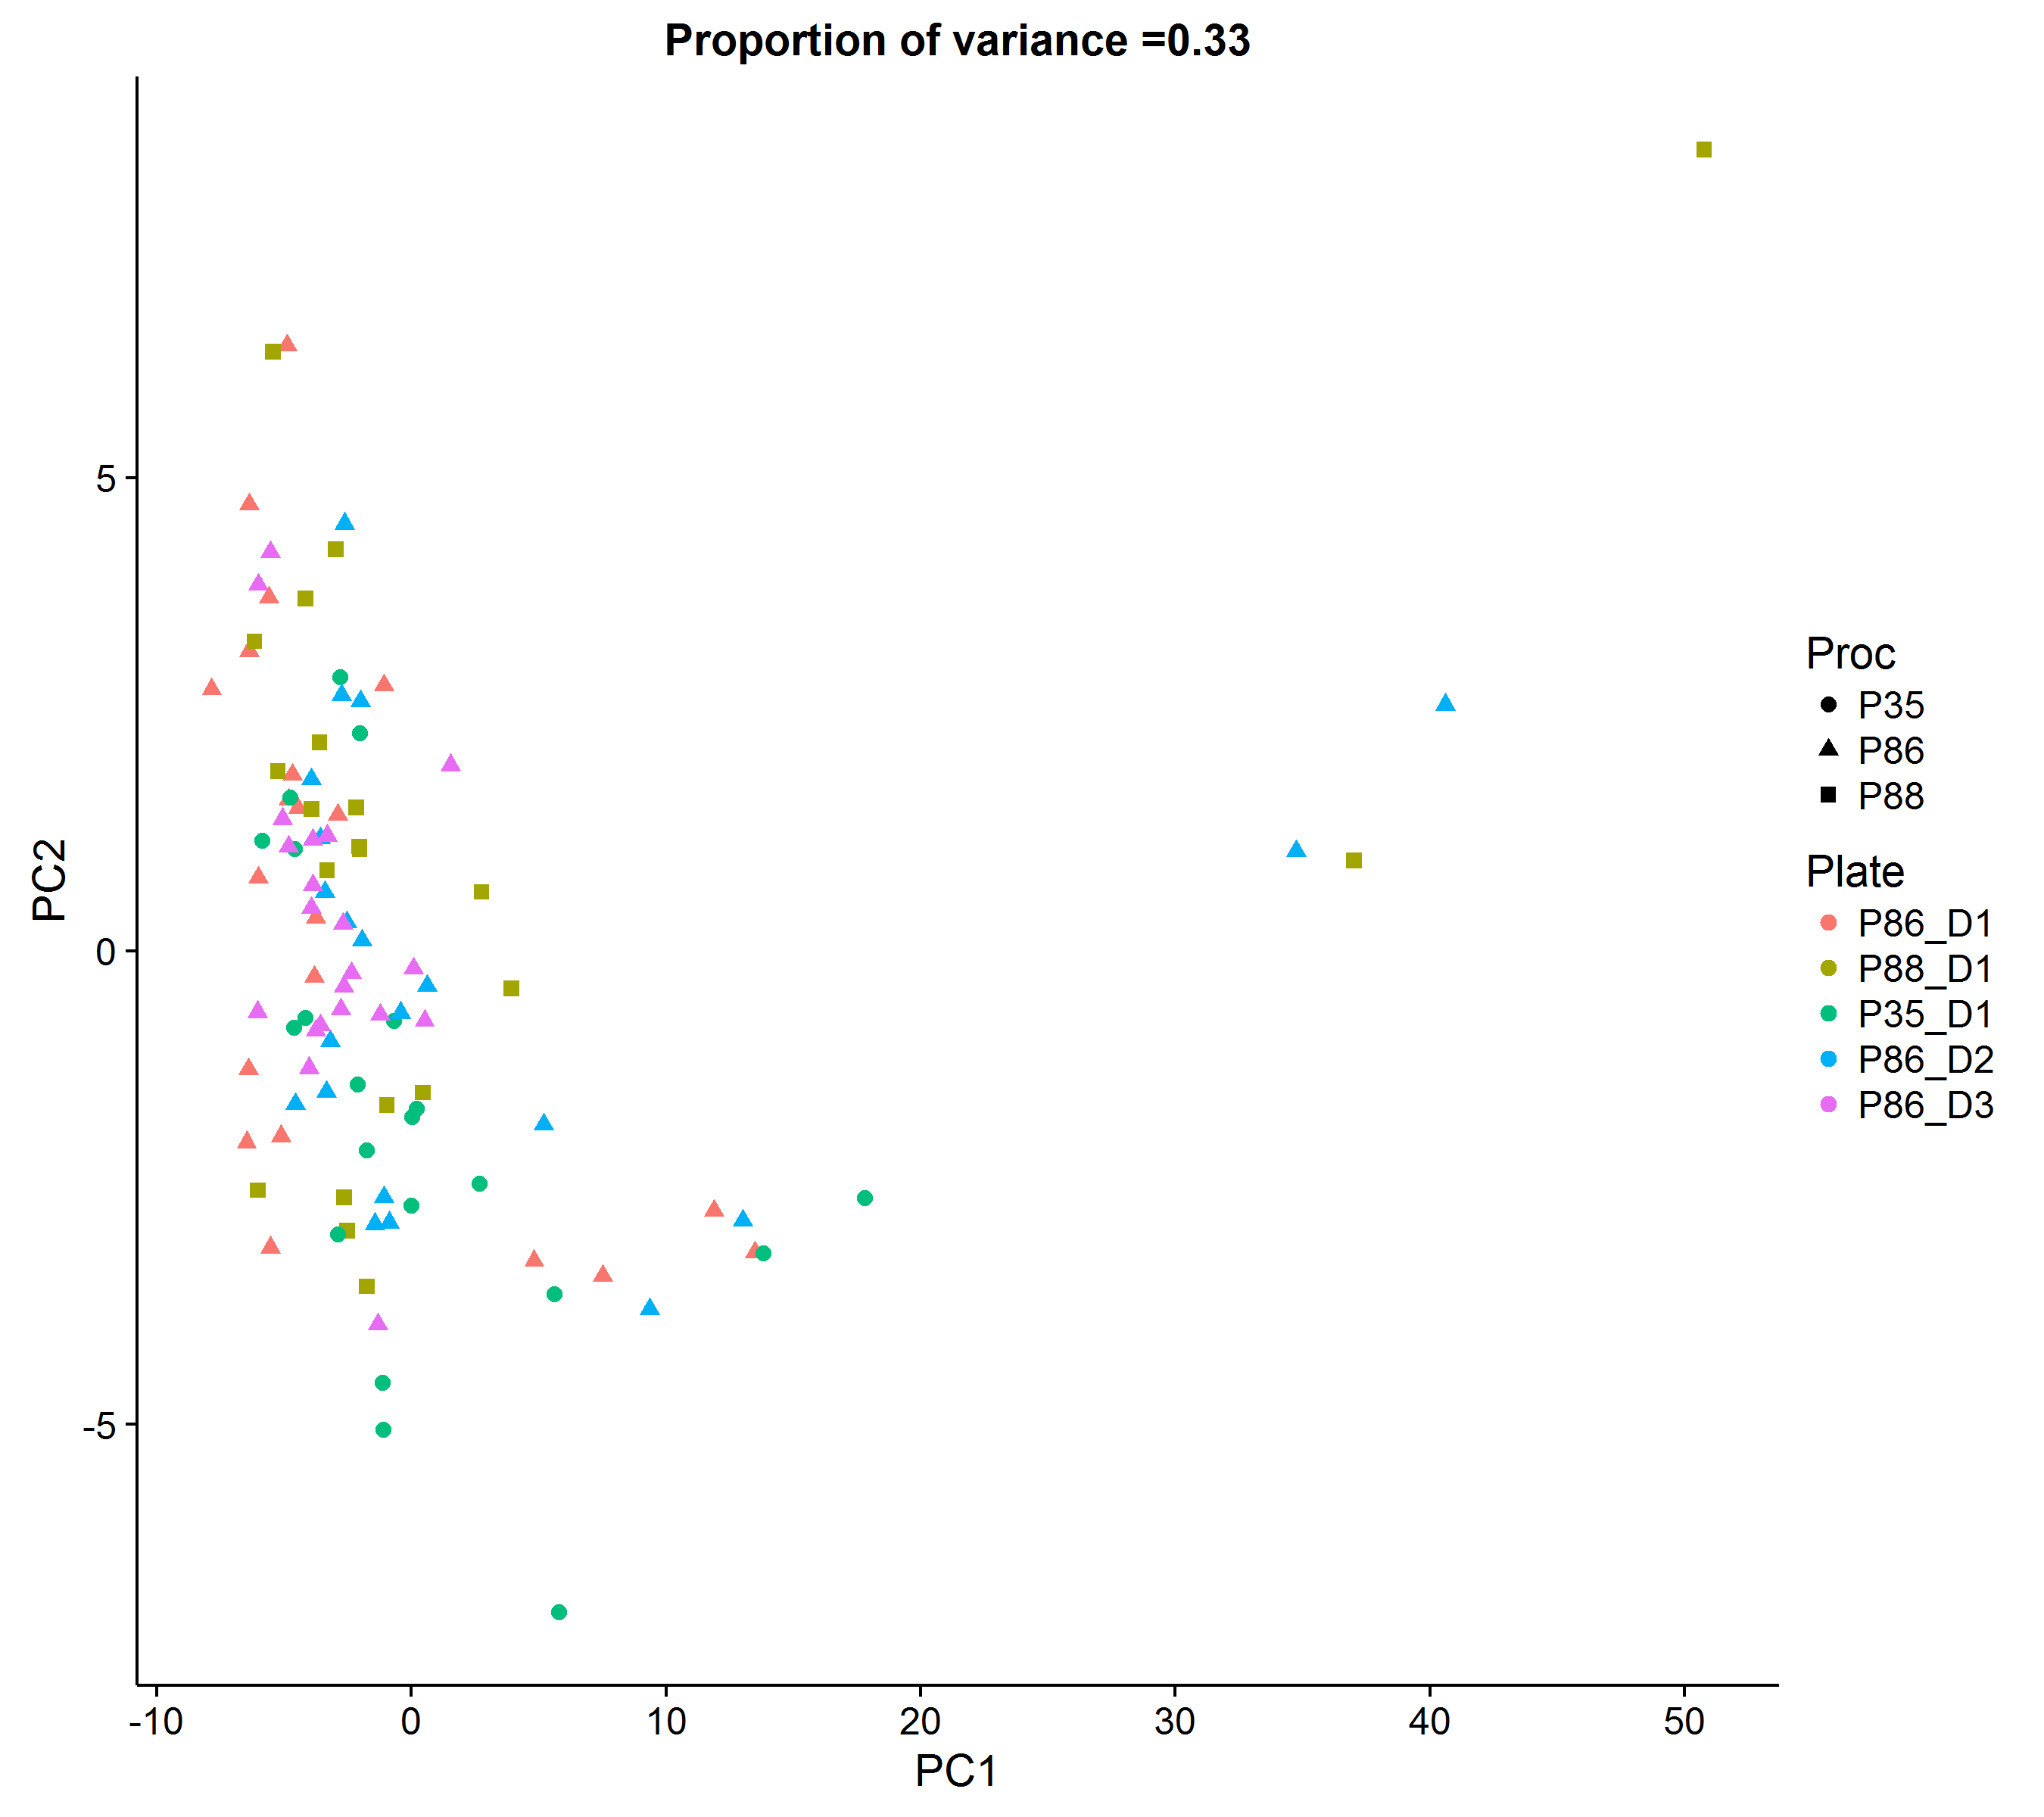 Proportion of variance =0.33
PC2
5
0
-5
-10 0 10 20 30 40 50
PC1
Proc
P35
P86
P88
Plate
P86_D1
P88_D1
P35_D1
P86_D2
P86_D3